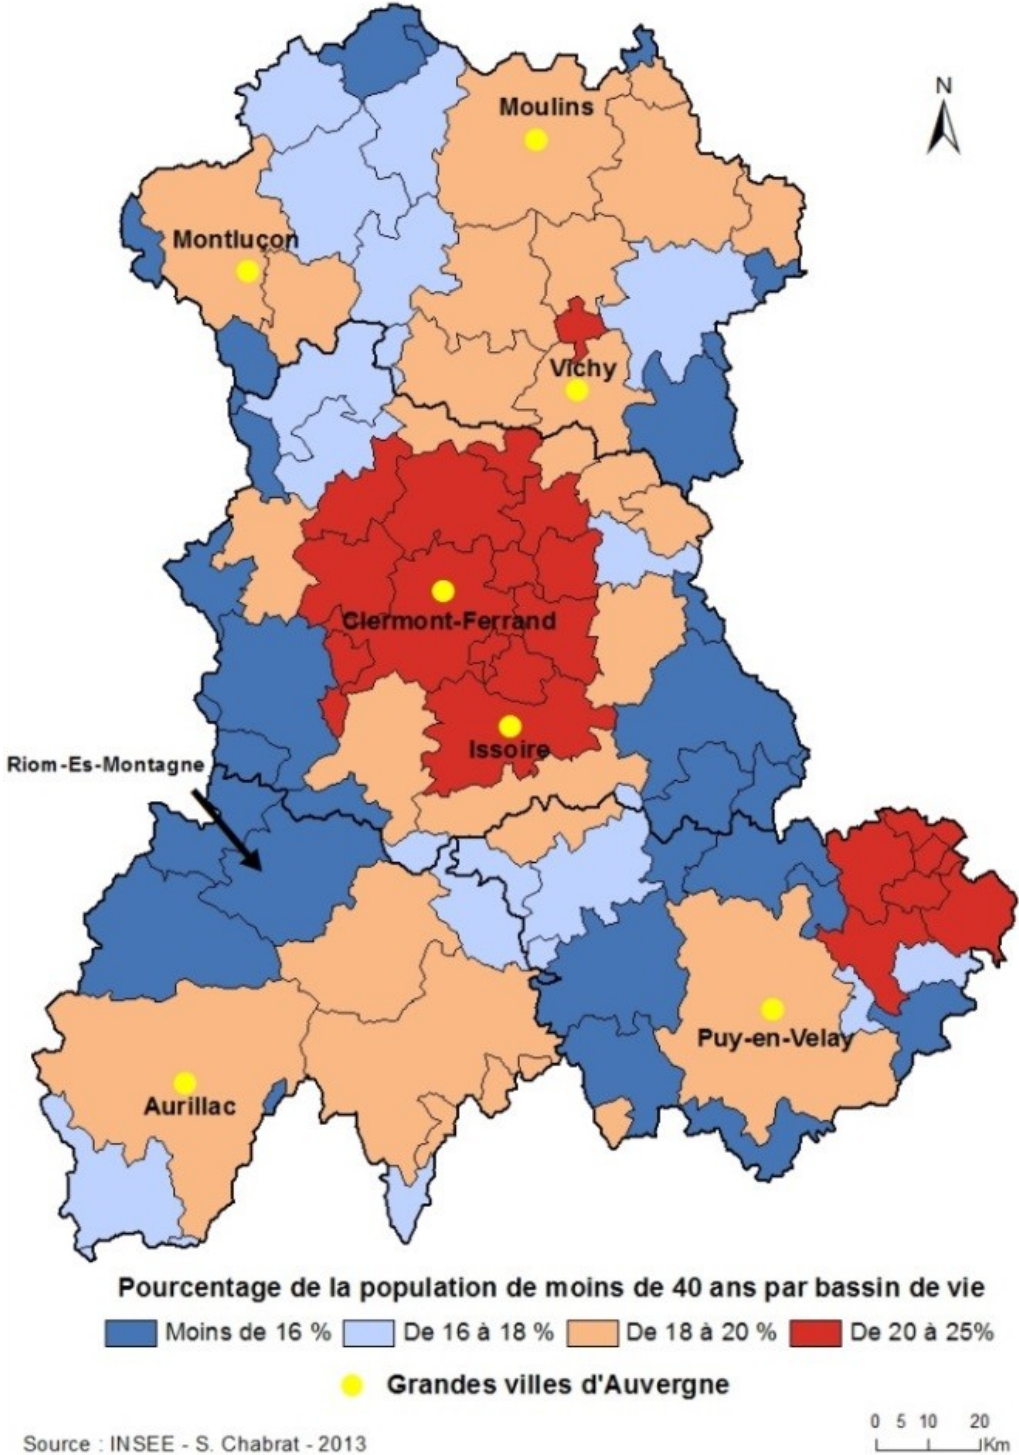 N
Moulins
Montluçon
Vichy
Clermont-Ferrand
Issoire
Riom-Es-Montagne
Puy-en-Velay
Aurillac
Pourcentage de la population de moins de 40 ans par bassin de vie
Moins de 16 % De 16 à 18 % De 18 à 20 % De 20 à 25%
Grandes villes d'Auvergne
0 5 10 20
Km
Source : INSEE - S. Chabrat - 2013